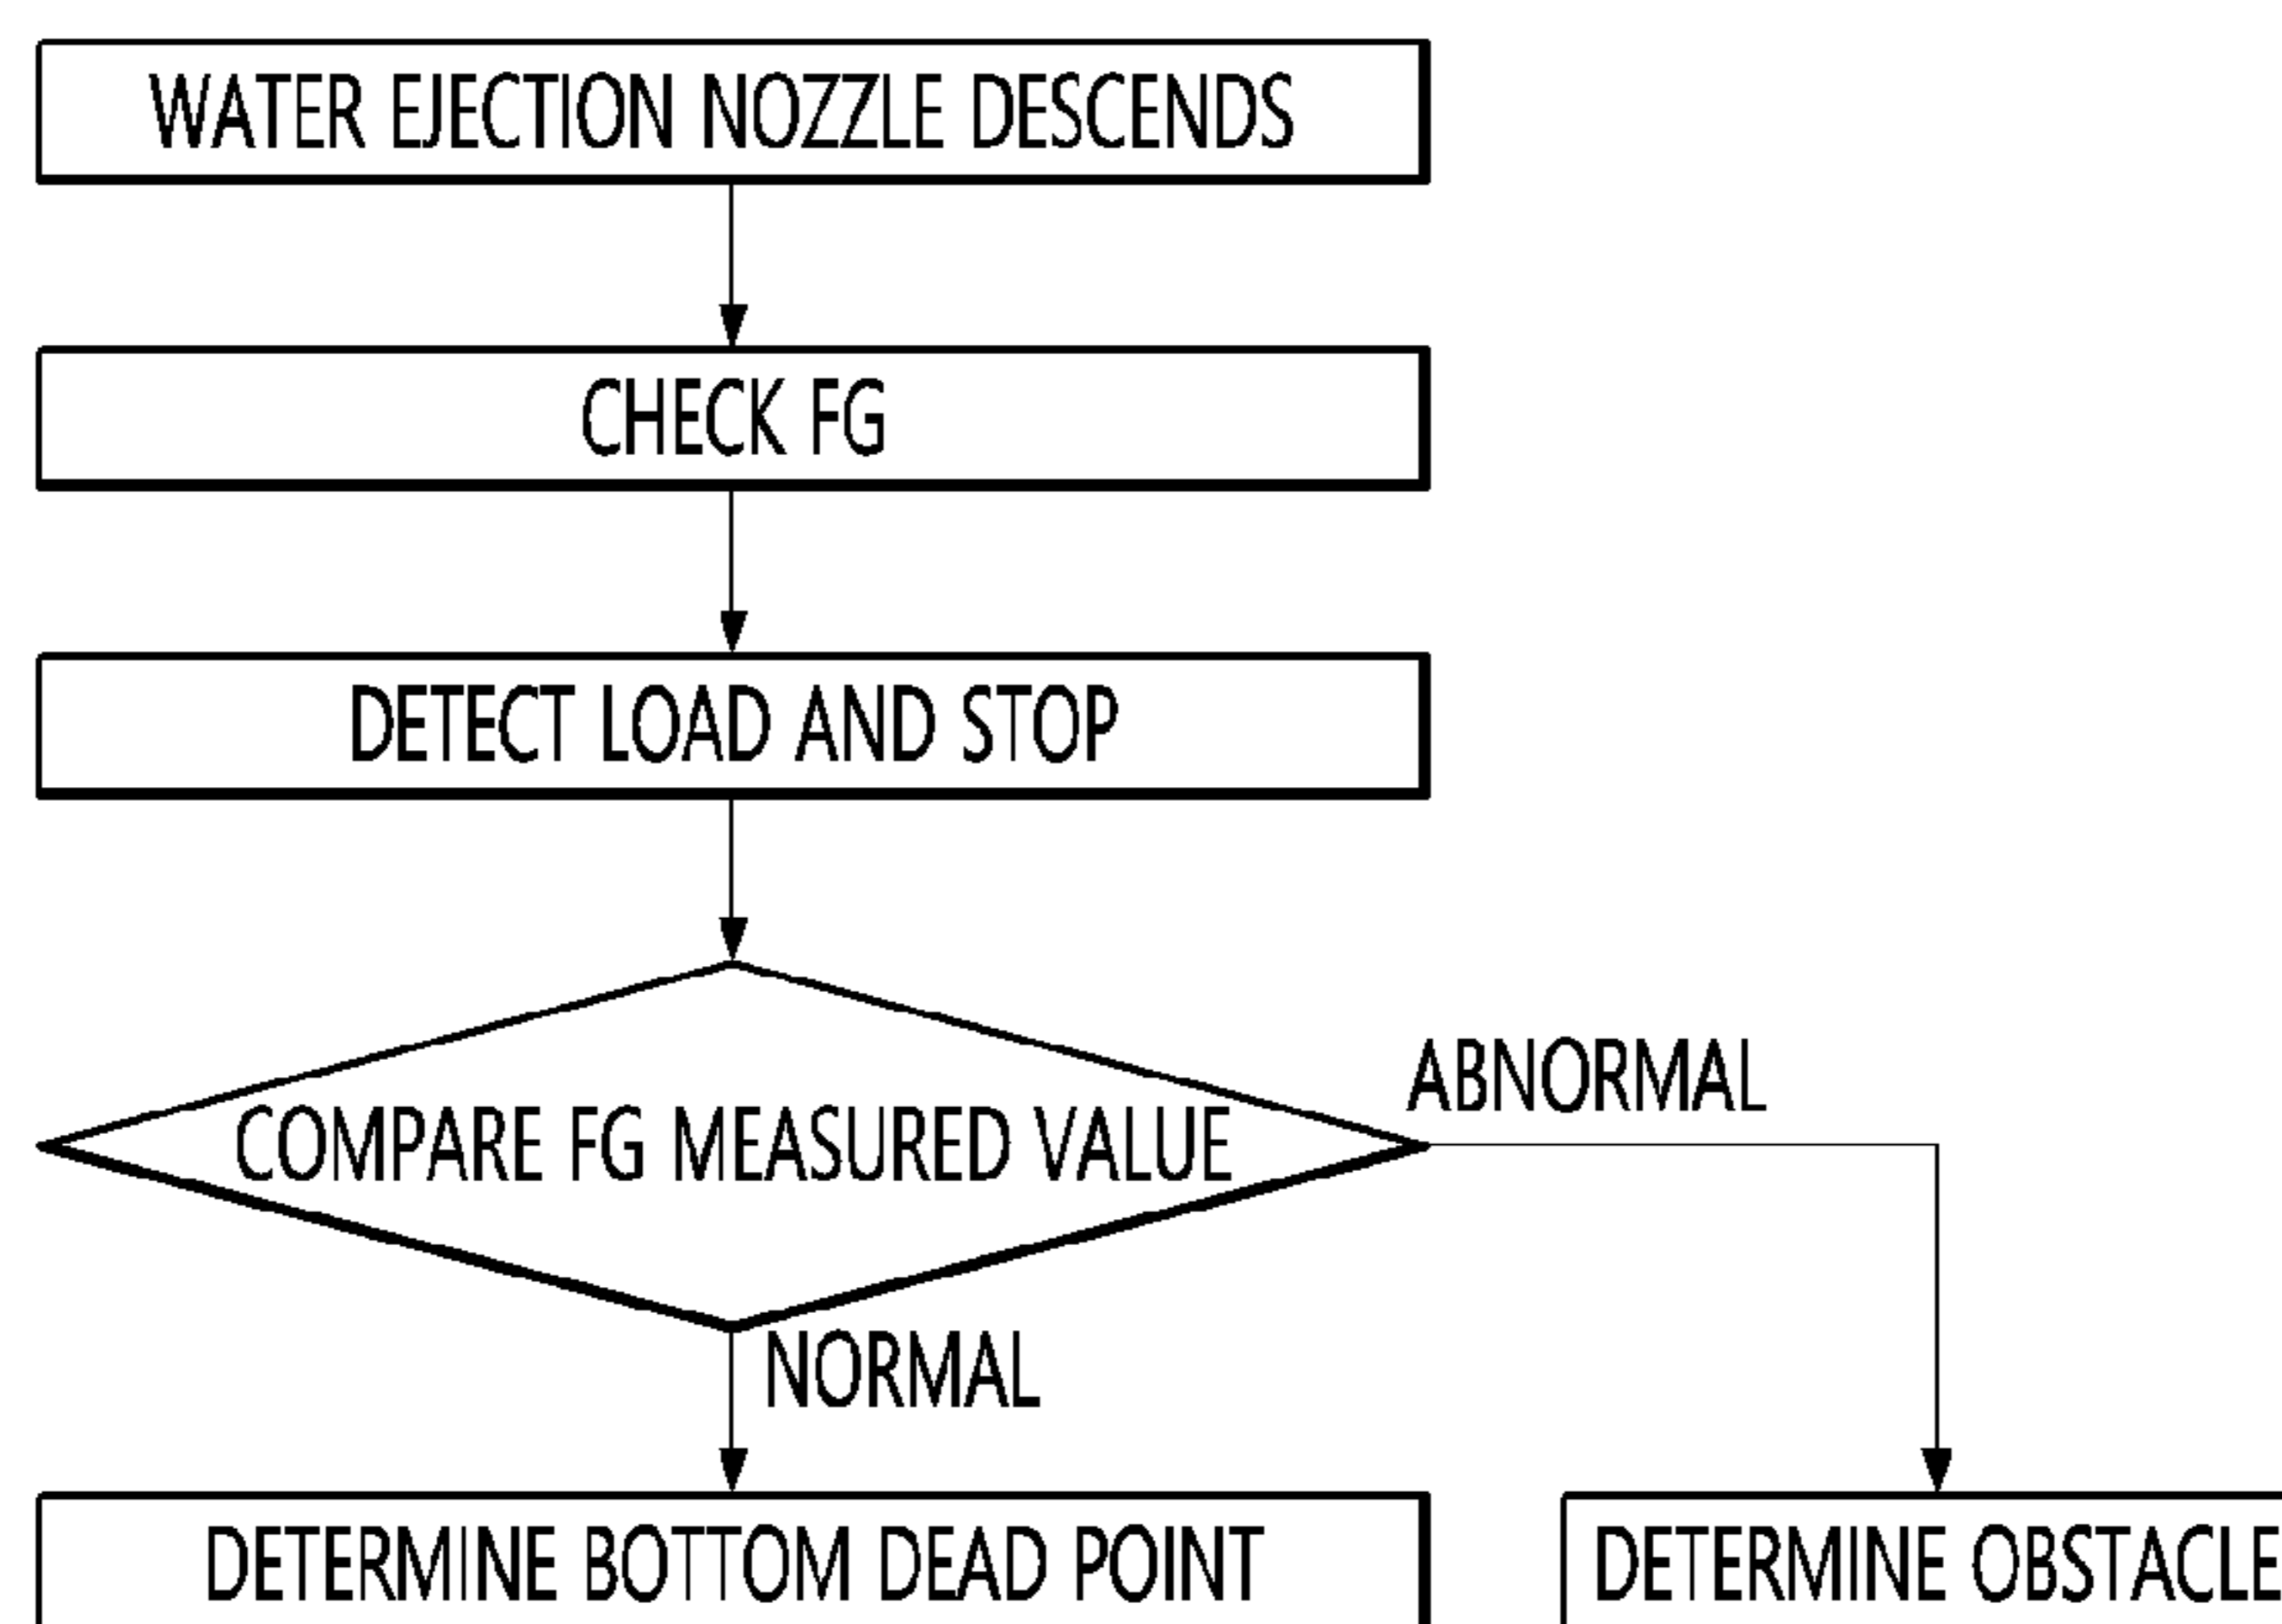 WATER EJECTION NOZZLE DESCENDS
CHECK FG
DETECT LOAD AND STOP
ABNORMAL
COMPARE FG MEASURED VALUE
NORMAL
DETERMINE BOTTOM DEAD POINT
DETERMINE OBSTACLE